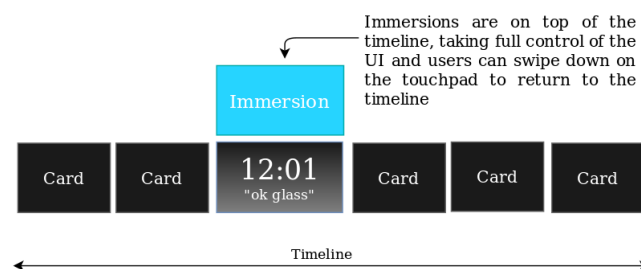 Immersions are on top of the
timeline, taking full control of the
UI and users can swipe down on
the touchpad to return to the
timeline
Immersion
Card
Card
12:01
"ok glass"
Card
Card
Card
Timeline